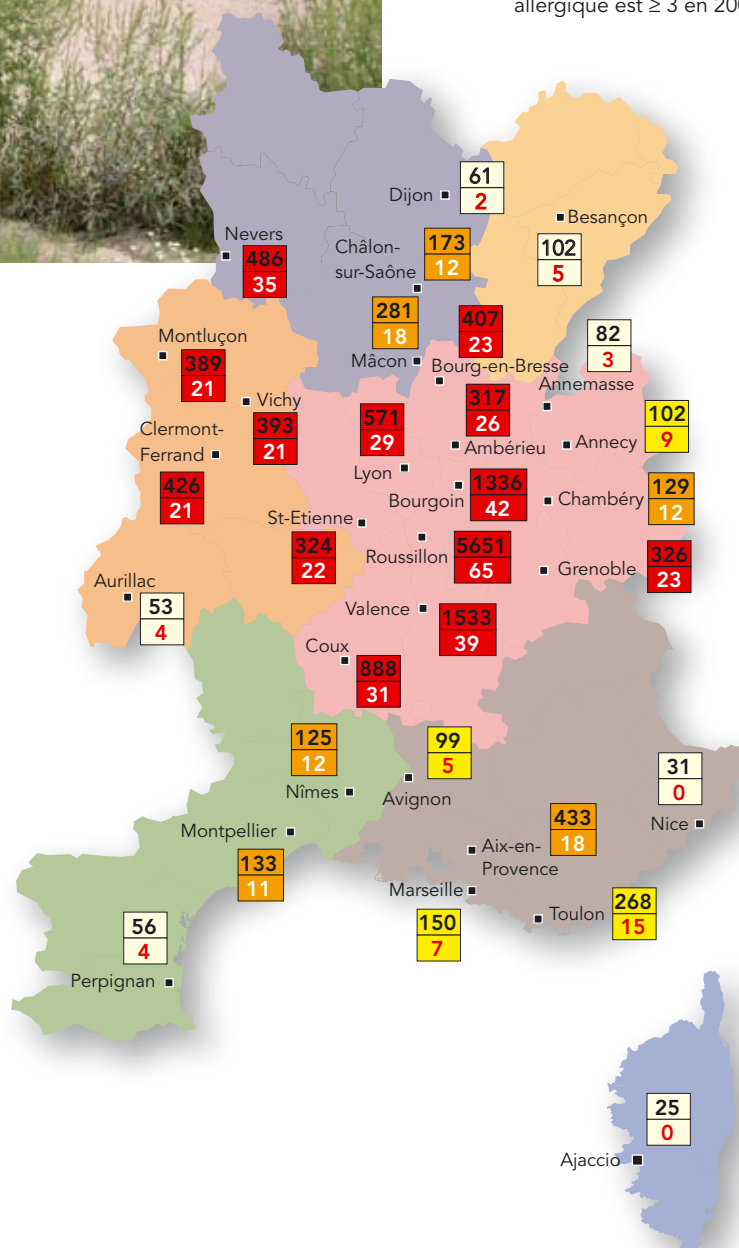 allergique est ≥ 3 en 200
Dijon
61
2
Besançon
102
5
Nevers
486
35
Châlon-
sur-Saône
173
12
281
18
Mâcon
407
23
Bourg-en-Bresse
82
3
Annemasse
Montluçon
389
21
Vichy
393
21
Clermont-
Ferrand
426
21
571
29
Lyon
317
26
Ambérieu
102
9
Annecy
Bourgoin
1336
42
Chambéry
129
12
St-Etienne
324
22
Roussillon
5651
65
Grenoble
326
23
Aurillac
53
4
Valence
1533
39
Coux
888
31
125
12
Nîmes
99
5
Avignon
31
0
Nice
Montpellier
133
11
433
18
Aix-en-
Provence
Marseille
150
7
Toulon
268
15
56
4
Perpignan
25
0
Ajaccio